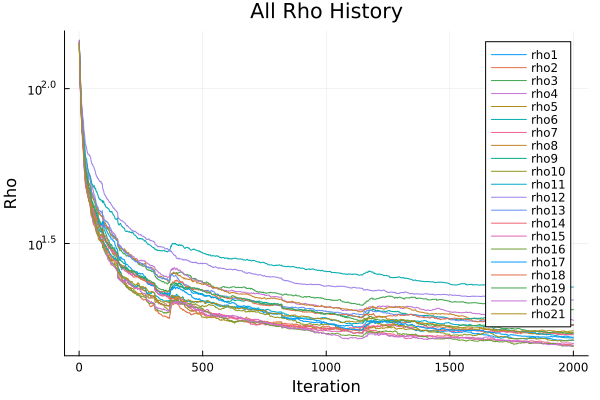 All Rho History
Rho
10^2.0
10^1.5
rho1
rho2
rho3
rho4
rho5
rho6
rho7
rho8
rho9
rho10
rho11
rho12
rho13
rho14
rho15
rho16
rho17
rho18
rho19
rho20
rho21
0 500 1000 1500 2000
Iteration